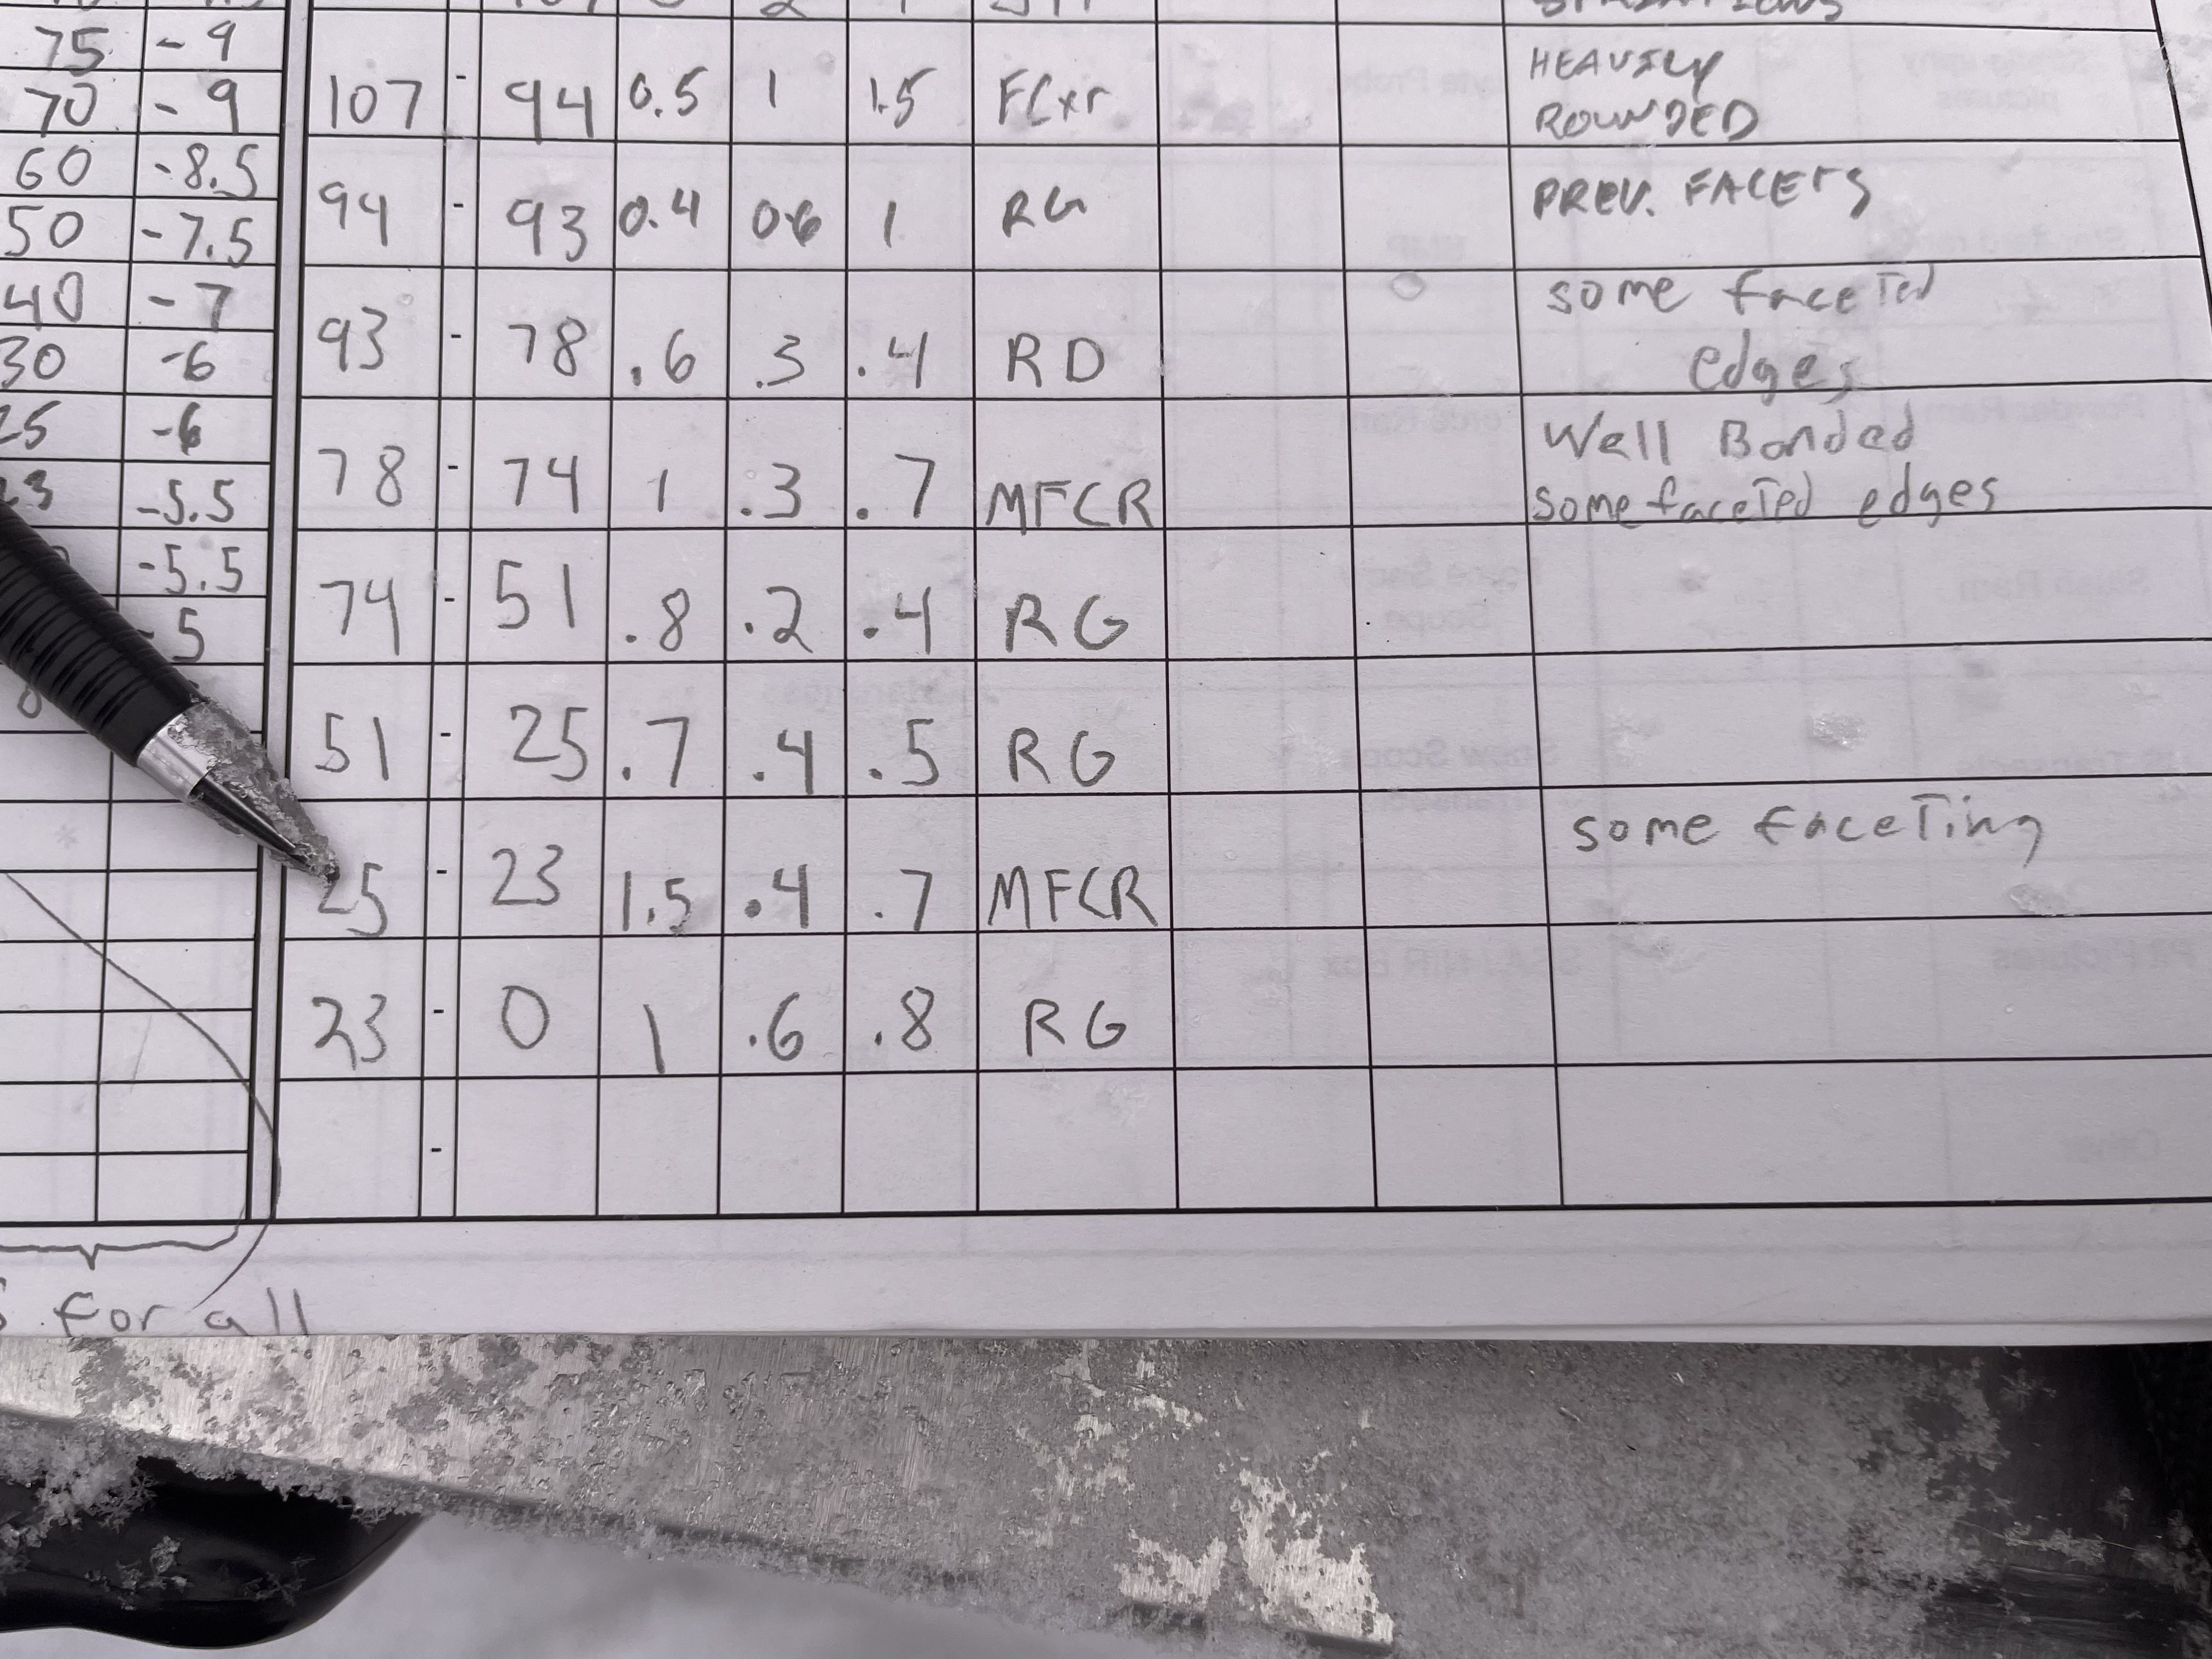 75 -9
70 -9
60 -8.5
50 -7.5
40 -7
30 -6
25 -6
-5.5
-5.5
-5
107 - 94 0.5 1 1.5 FCxr HEAVILY
ROUNDED
94 - 93 0.4 06 1 RG PREV. FACETS
93 - 78 .6 .3 .4 RD some faceted
edges
78 - 74 1 .3 .7 MFCR Well Bonded
some faceted edges
74 - 51 .8 .2 .4 RG
51 - 25 .7 .4 .5 RG
25 - 23 1.5 .4 .7 MFCR some faceting
23 - 0 1 .6 .8 RG
-
for all